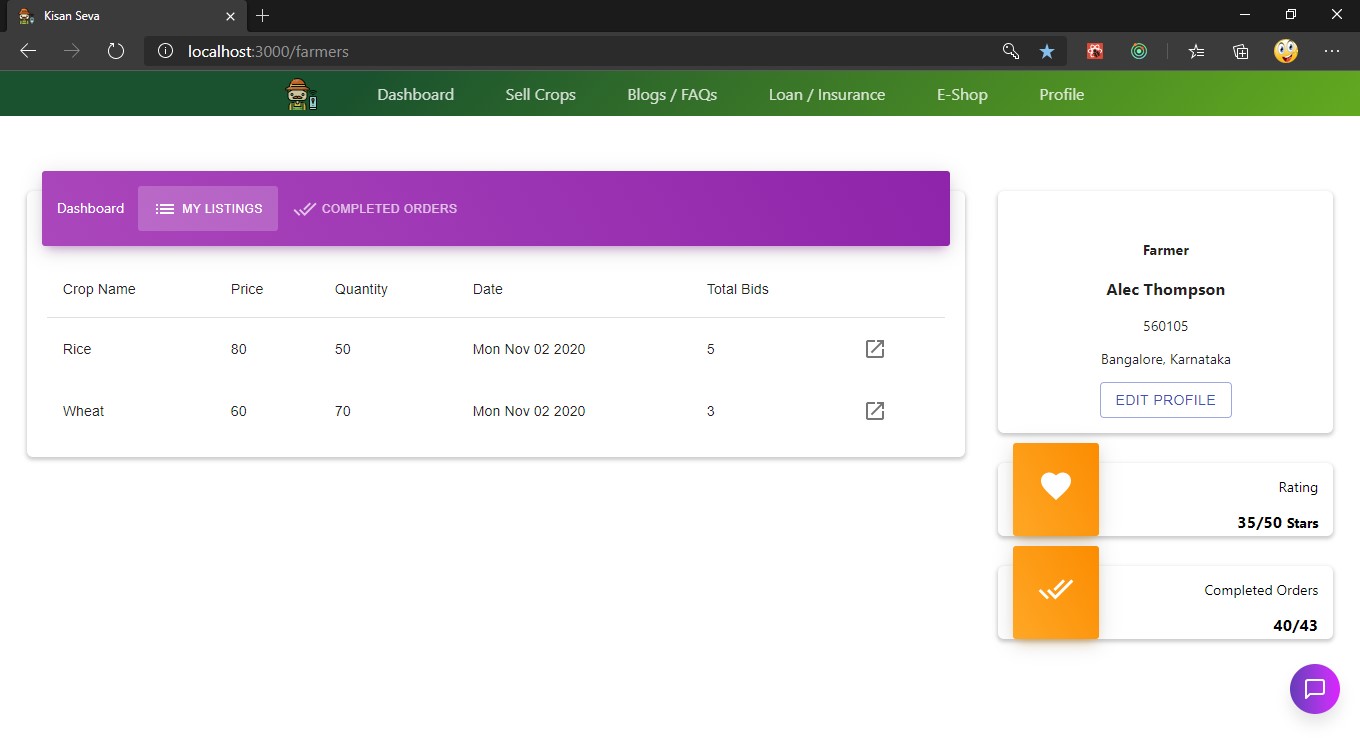 Kisan Seva
localhost:3000/farmers
Dashboard Sell Crops Blogs / FAQs Loan / Insurance E-Shop Profile
Dashboard MY LISTINGS COMPLETED ORDERS
Crop Name Price Quantity Date Total Bids
Rice 80 50 Mon Nov 02 2020 5
Wheat 60 70 Mon Nov 02 2020 3
Farmer
Alec Thompson
560105
Bangalore, Karnataka
EDIT PROFILE
Rating
35/50 Stars
Completed Orders
40/43